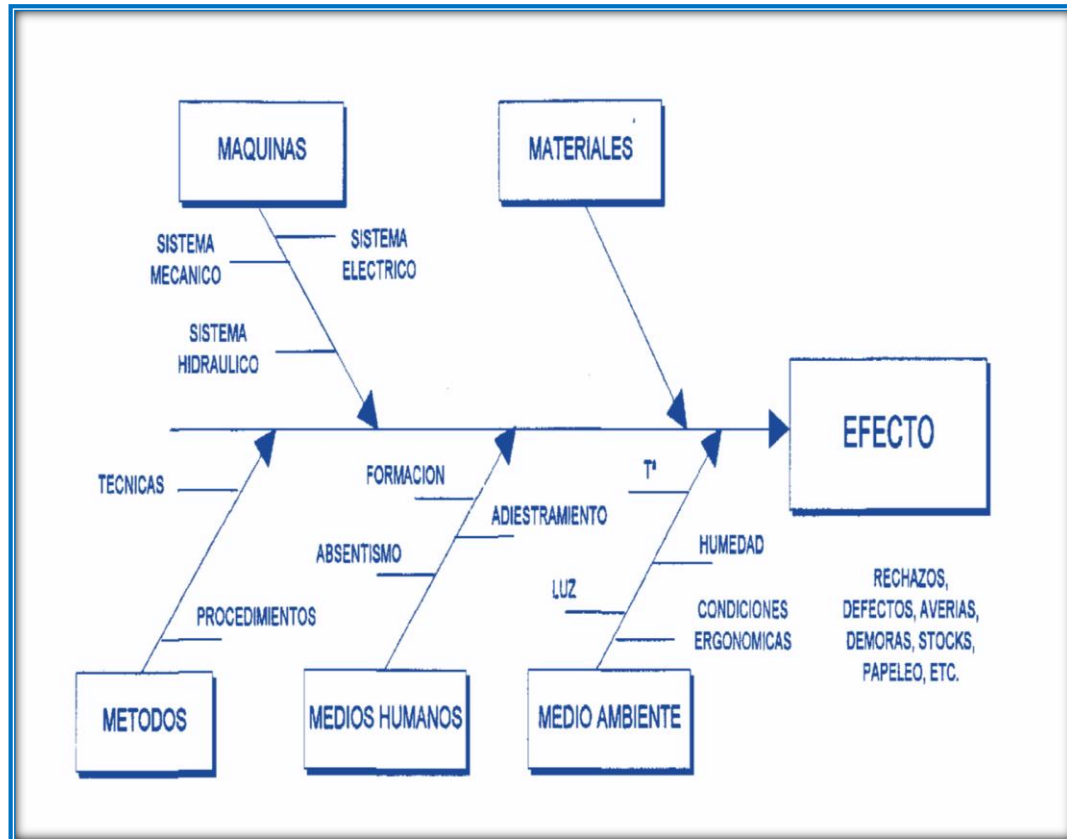 MAQUINAS
MATERIALES
SISTEMA
MECANICO
SISTEMA
ELECTRICO
SISTEMA
HIDRAULICO
EFECTO
TECNICAS
FORMACION
ADIESTRAMIENTO
ABSENTISMO
PROCEDIMIENTOS
Tª
HUMEDAD
LUZ
CONDICIONES
ERGONOMICAS
RECHAZOS,
DEFECTOS, AVERIAS,
DEMORAS, STOCKS,
PAPELEO, ETC.
METODOS
MEDIOS HUMANOS
MEDIO AMBIENTE